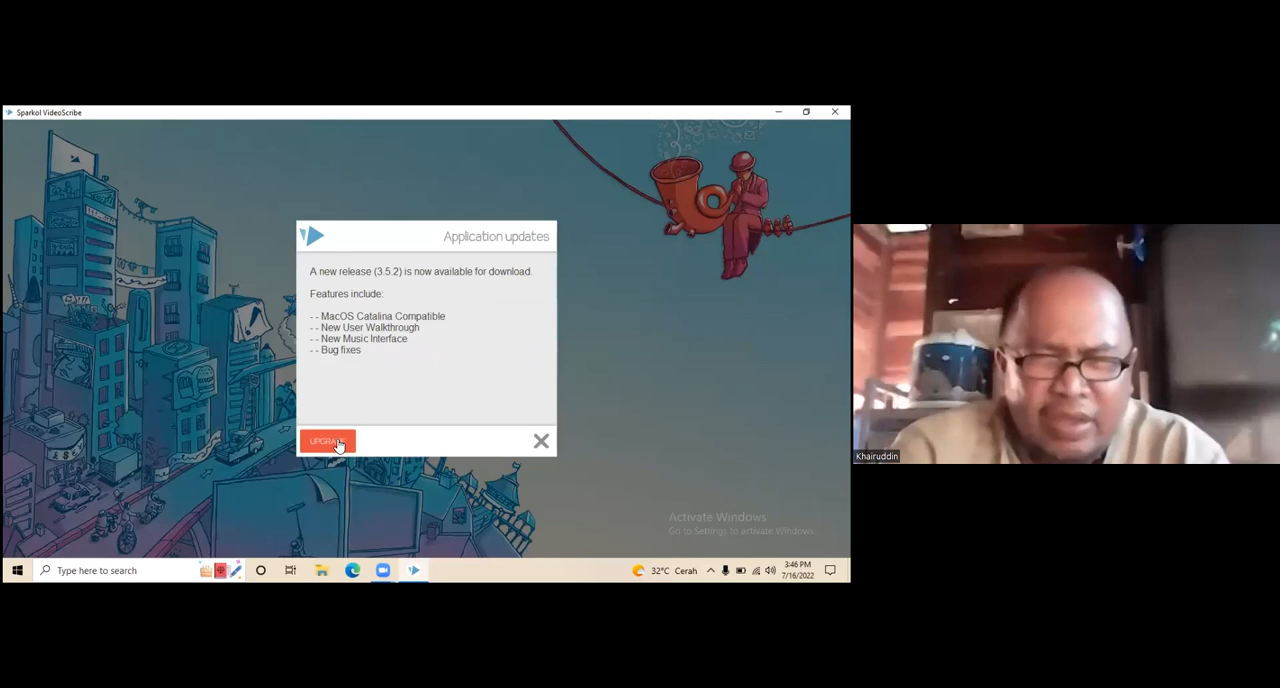 Sparkol VideoScribe
Application updates
A new release (3.5.2) is now available for download.
Features include:
- - MacOS Catalina Compatible
- - New User Walkthrough
- - New Music Interface
- - Bug fixes
Activate Windows
Go to Settings to activate Windows.
Khairuddin
Type here to search
32°C Cerah
3:46 PM
7/16/2022